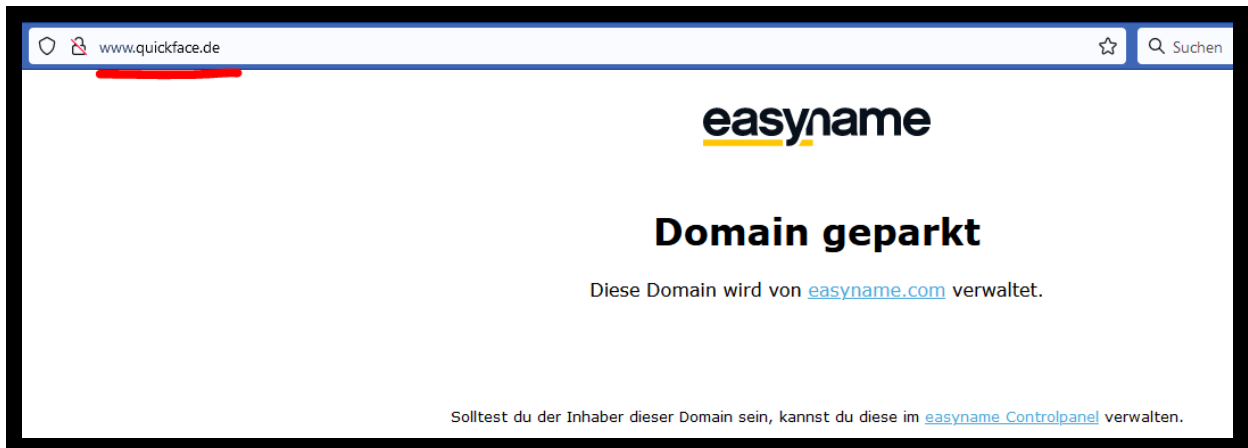 www.quickface.de
Suchen
easyname
Domain geparkt
Diese Domain wird von easyname.com verwaltet.
Solltest du der Inhaber dieser Domain sein, kannst du diese im easyname Controlpanel verwalten.